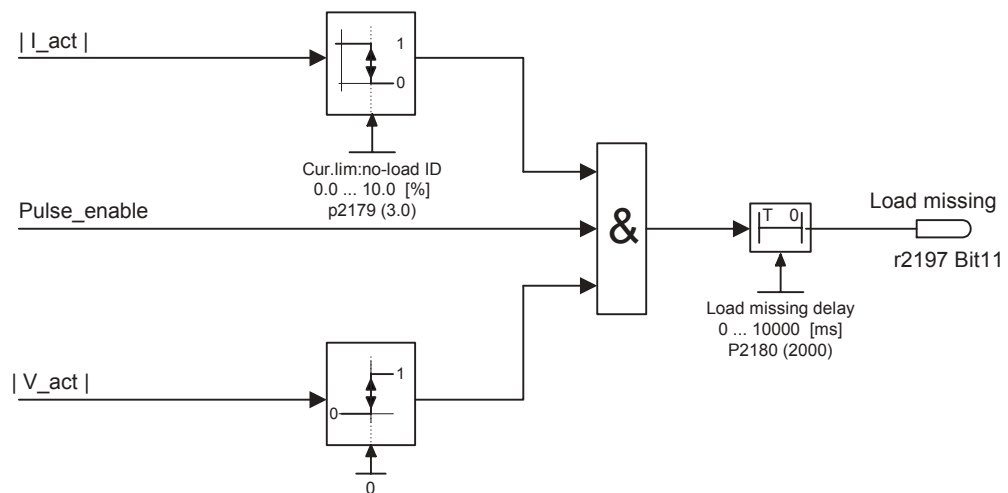 | I_act |
1
0
Cur.lim:no-load ID
0.0 ... 10.0 [%]
p2179 (3.0)
Pulse_enable
&
T 0
Load missing
r2197 Bit11
Load missing delay
0 ... 10000 [ms]
P2180 (2000)
| V_act |
1
0
0